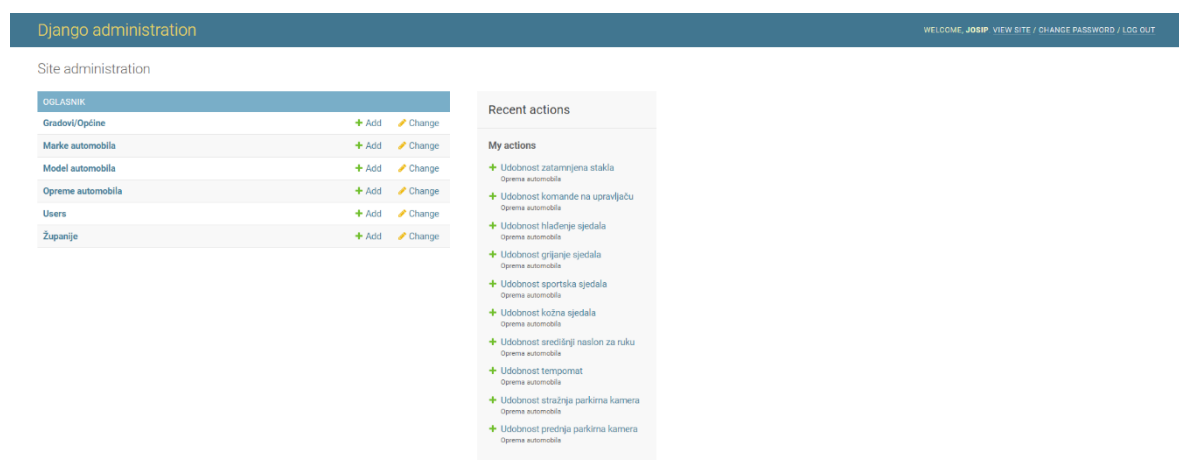 Django administration
WELCOME, JOSIP VIEW SITE / CHANGE PASSWORD / LOG OUT
Site administration
OGLASNIK
Gradovi/Općine Add Change
Marke automobila Add Change
Model automobila Add Change
Opreme automobila Add Change
Users Add Change
Županije Add Change
Recent actions
My actions
Udobnost zatamnjena stakla
Oprema automobila
Udobnost komande na upravljaču
Oprema automobila
Udobnost hlađenje sjedala
Oprema automobila
Udobnost grijanje sjedala
Oprema automobila
Udobnost sportska sjedala
Oprema automobila
Udobnost kožna sjedala
Oprema automobila
Udobnost središnji naslon za ruku
Oprema automobila
Udobnost tempomat
Oprema automobila
Udobnost stražnja parkirna kamera
Oprema automobila
Udobnost prednja parkirna kamera
Oprema automobila